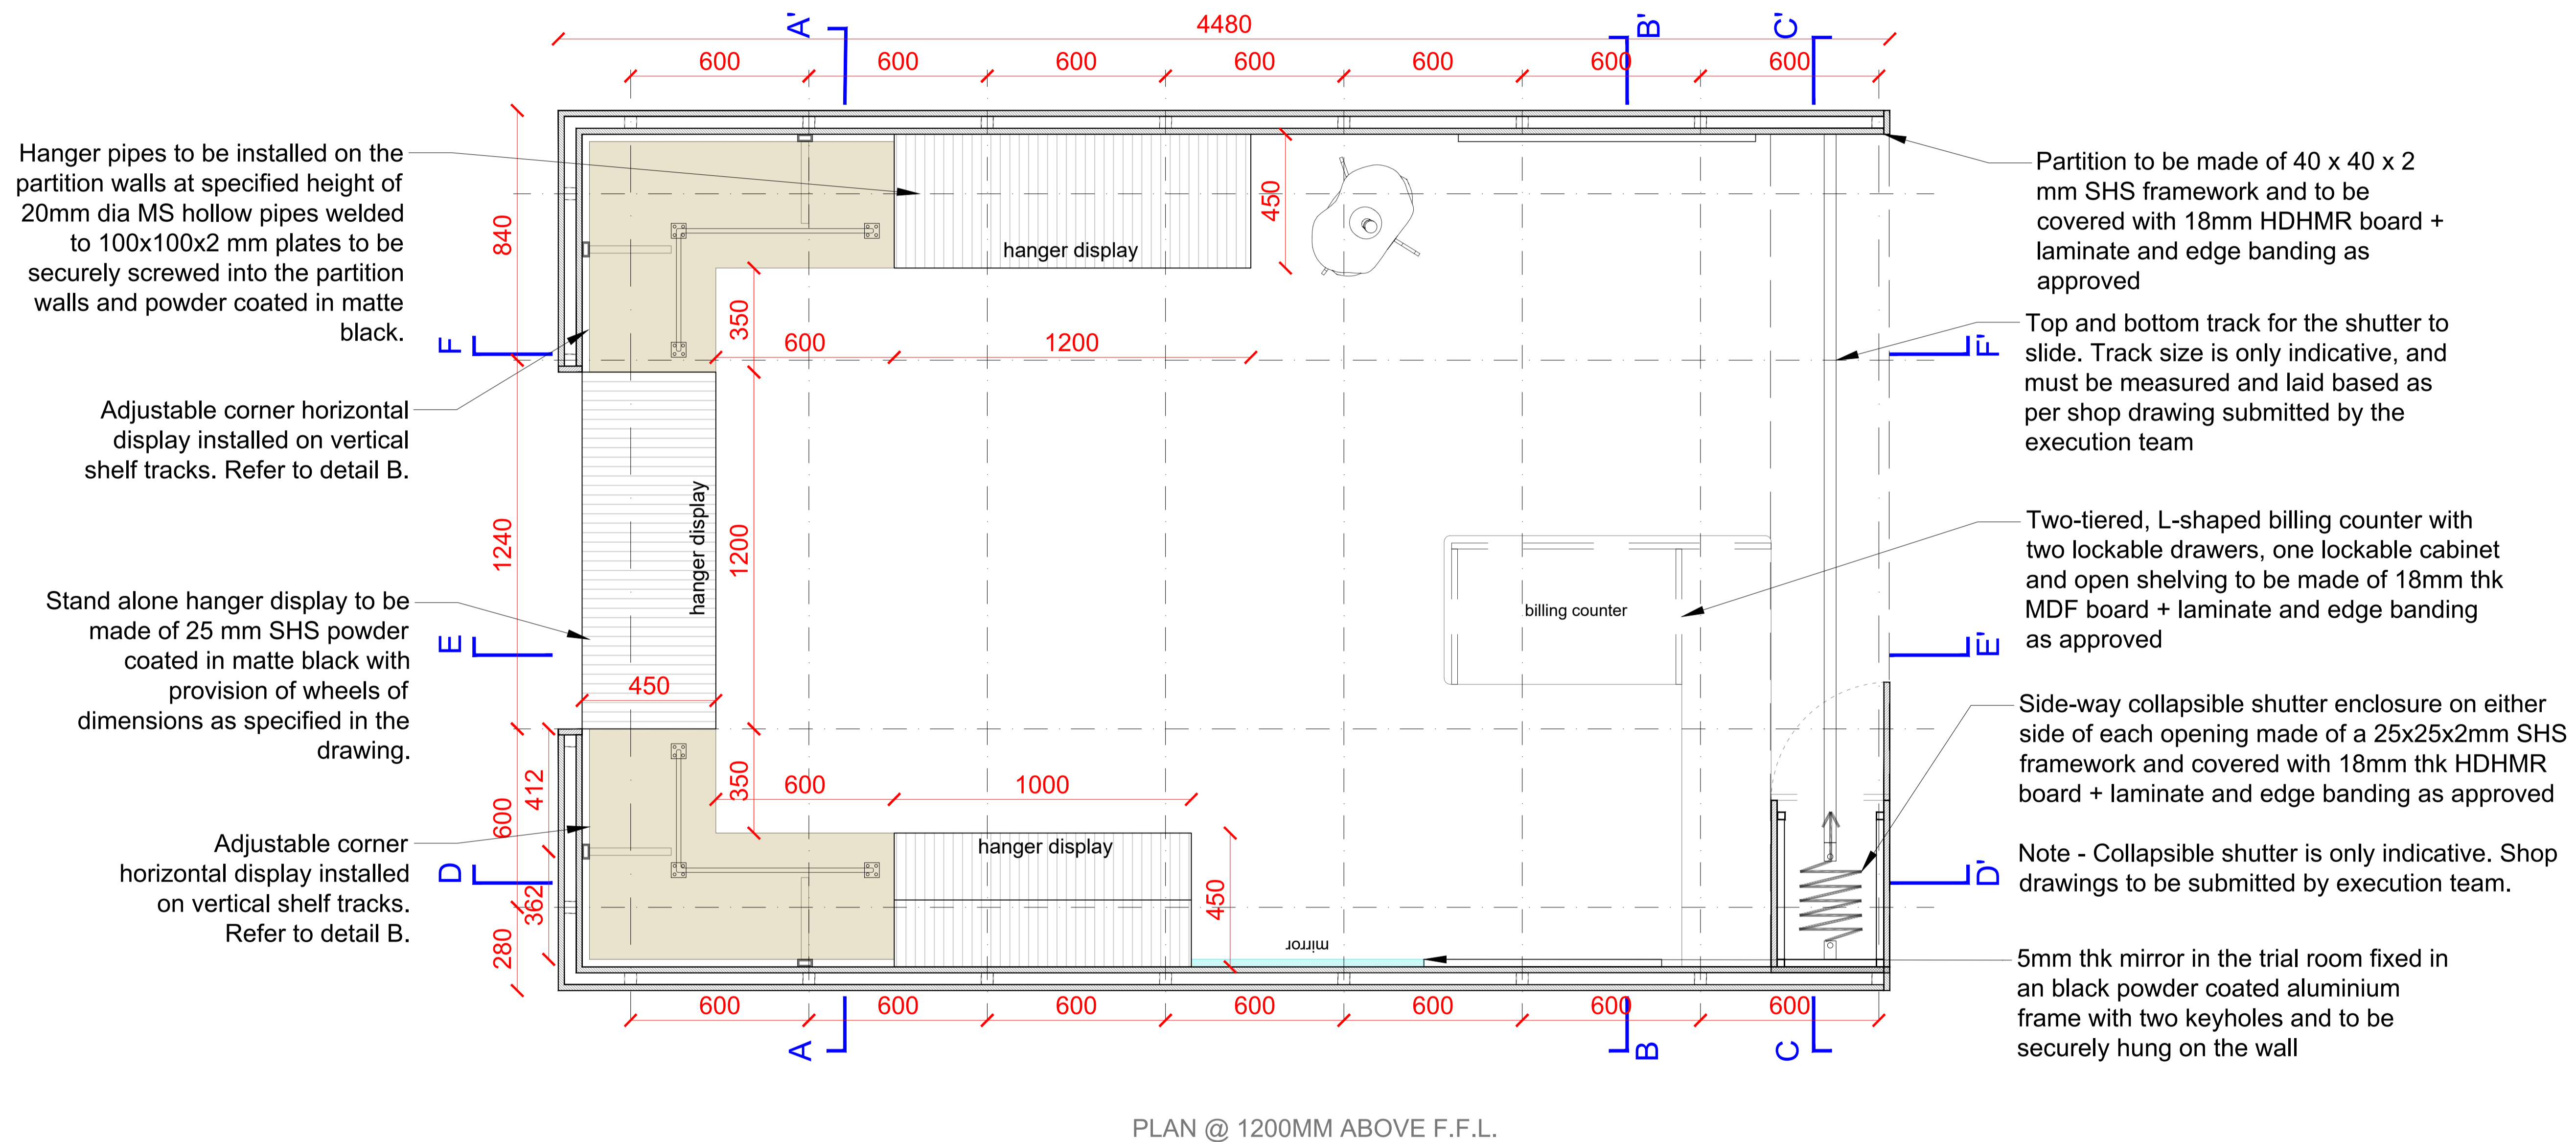 A'
4480
B'
C'
600
600
600
600
600
600
600
Hanger pipes to be installed on the
partition walls at specified height of
20mm dia MS hollow pipes welded
to 100x100x2 mm plates to be
securely screwed into the partition
walls and powder coated in matte
black.
Adjustable corner horizontal
display installed on vertical
shelf tracks. Refer to detail B.
Stand alone hanger display to be
made of 25 mm SHS powder
coated in matte black with
provision of wheels of
dimensions as specified in the
drawing.
Adjustable corner
horizontal display installed
on vertical shelf tracks.
Refer to detail B.
F
E
D
840
1240
600
280
412
362
hanger display
450
350
600
1200
hanger display
1200
450
billing counter
350
600
1000
hanger display
450
mirror
F'
E'
D'
Partition to be made of 40 x 40 x 2
mm SHS framework and to be
covered with 18mm HDHMR board +
laminate and edge banding as
approved
Top and bottom track for the shutter to
slide. Track size is only indicative, and
must be measured and laid based as
per shop drawing submitted by the
execution team
Two-tiered, L-shaped billing counter with
two lockable drawers, one lockable cabinet
and open shelving to be made of 18mm thk
MDF board + laminate and edge banding
as approved
Side-way collapsible shutter enclosure on either
side of each opening made of a 25x25x2mm SHS
framework and covered with 18mm thk HDHMR
board + laminate and edge banding as approved
Note - Collapsible shutter is only indicative. Shop
drawings to be submitted by execution team.
5mm thk mirror in the trial room fixed in
an black powder coated aluminium
frame with two keyholes and to be
securely hung on the wall
600
600
600
600
600
600
600
A
B
C
PLAN @ 1200MM ABOVE F.F.L.